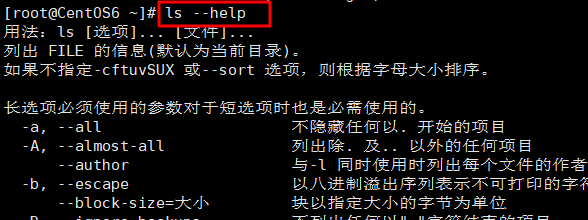 [root@CentOS6 ~]# ls --help
用法：ls [选项]... [文件]...
列出 FILE 的信息(默认为当前目录)。
如果不指定-cftuvSUX 或--sort 选项，则根据字母大小排序。
长选项必须使用的参数对于短选项时也是必需使用的。
-a, --all 不隐藏任何以. 开始的项目
-A, --almost-all 列出除. 及.. 以外的任何项目
--author 与-l 同时使用时列出每个文件的作者
-b, --escape 以八进制溢出序列表示不可打印的字符
--block-size=大小 块以指定大小的字节为单位